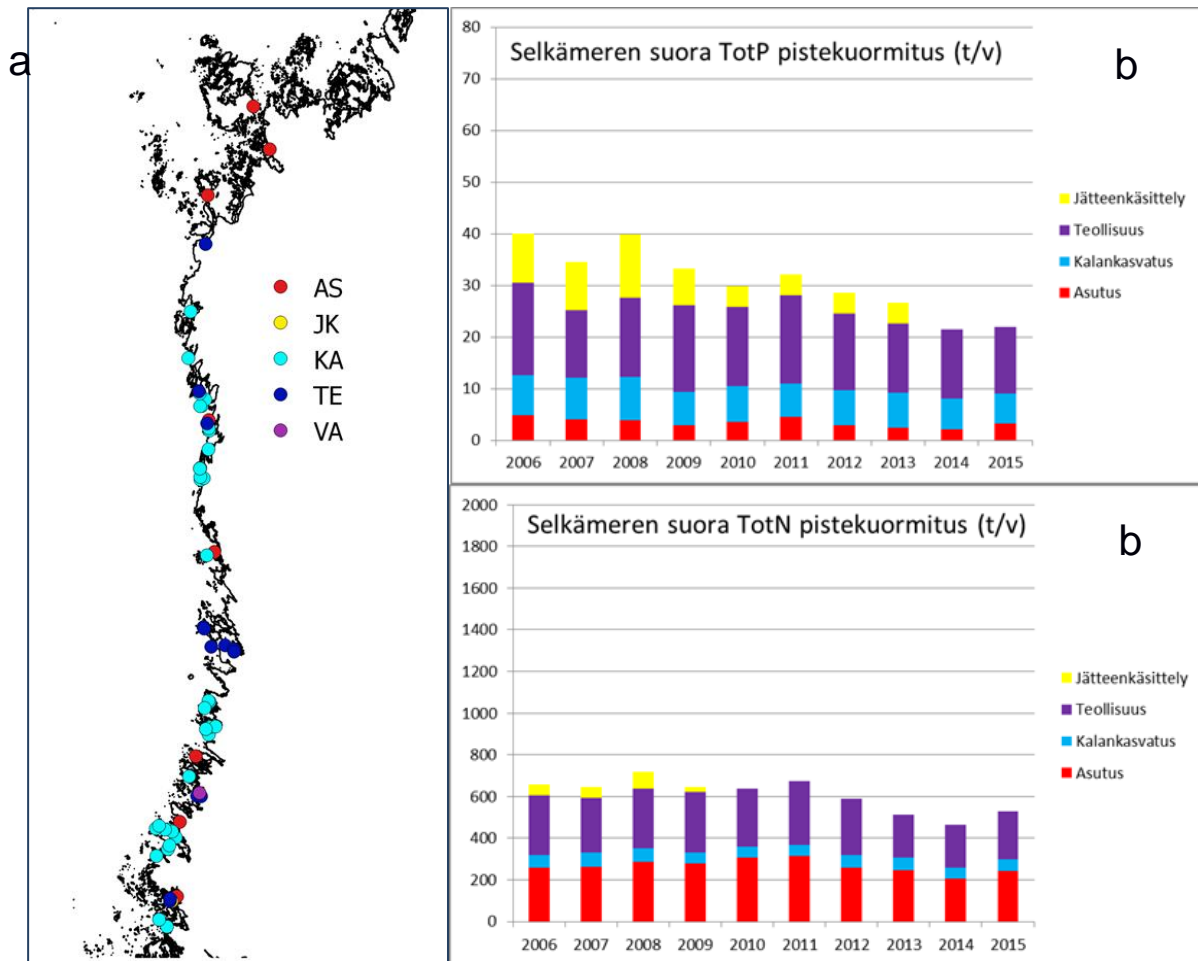 a
AS
JK
KA
TE
VA
Selkämeren suora TotP pistekuormitus (t/v)
b
80
70
60
50
40
30
20
10
0
2006 2007 2008 2009 2010 2011 2012 2013 2014 2015
Jätteenkäsittely
Teollisuus
Kalankasvatus
Asutus
Selkämeren suora TotN pistekuormitus (t/v)
b
2000
1800
1600
1400
1200
1000
800
600
400
200
0
2006 2007 2008 2009 2010 2011 2012 2013 2014 2015
Jätteenkäsittely
Teollisuus
Kalankasvatus
Asutus